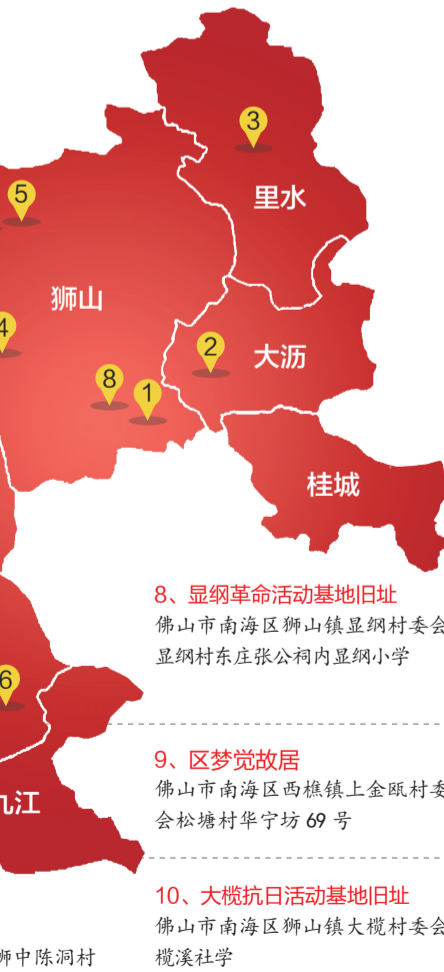 3
里水
5
狮山
4
2
大沥
8
1
桂城
8、显纲革命活动基地旧址
佛山市南海区狮山镇显纲村委会
显纲村东庄张公祠内显纲小学
6
9、区梦觉故居
佛山市南海区西樵镇上金瓯村委
会松塘村华宁坊 69 号
九江
10、大榄抗日活动基地旧址
佛山市南海区狮山镇大榄村委会
榄溪社学
狮中陈洞村